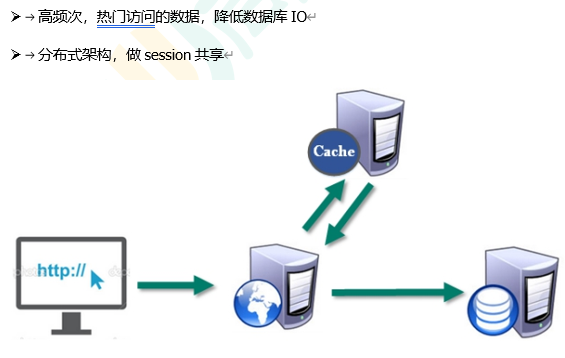 高频次，热门访问的数据，降低数据库 IO
分布式架构，做 session 共享
Cache
http://